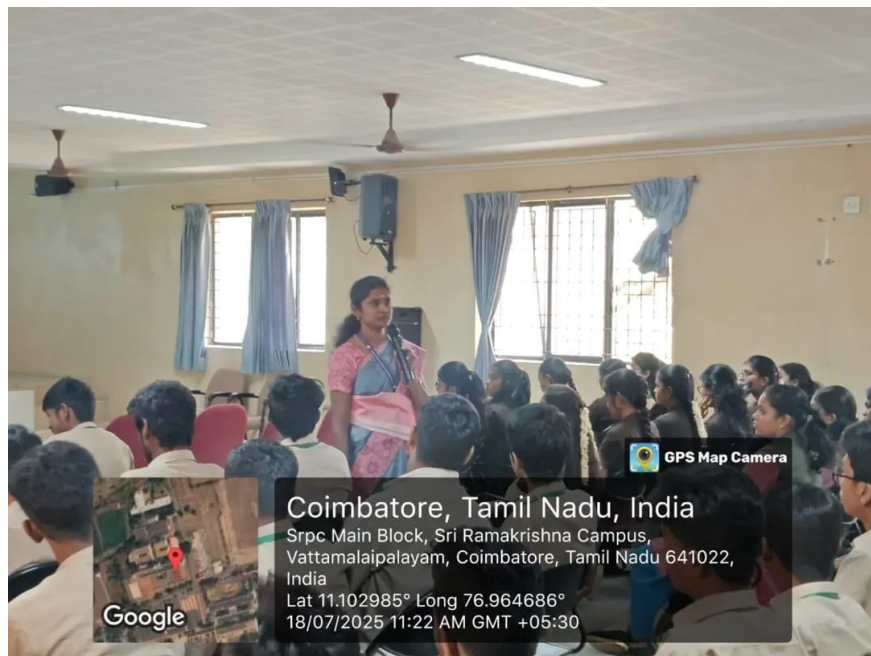 GPS Map Camera
Coimbatore, Tamil Nadu, India
Srpc Main Block, Sri Ramakrishna Campus,
Vattamalaipalayam, Coimbatore, Tamil Nadu 641022,
India
Lat 11.102985° Long 76.964686°
18/07/2025 11:22 AM GMT +05:30
Google